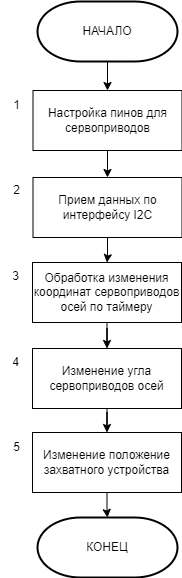 НАЧАЛО
1
Настройка пинов для
сервоприводов
2
Прием данных по
интерфейсу I2C
3
Обработка изменения
координат сервоприводов
осей по таймеру
4
Изменение угла
сервоприводов осей
5
Изменение положение
захватного устройства
КОНЕЦ